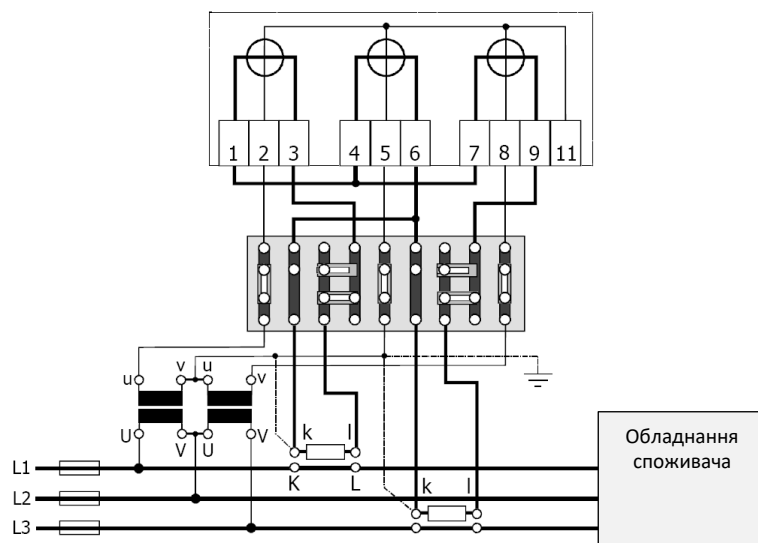 1 2 3 4 5 6 7 8 9 11
u v u v
U V U V
k l
K L
k l
L1
L2
L3
Обладнання
споживача